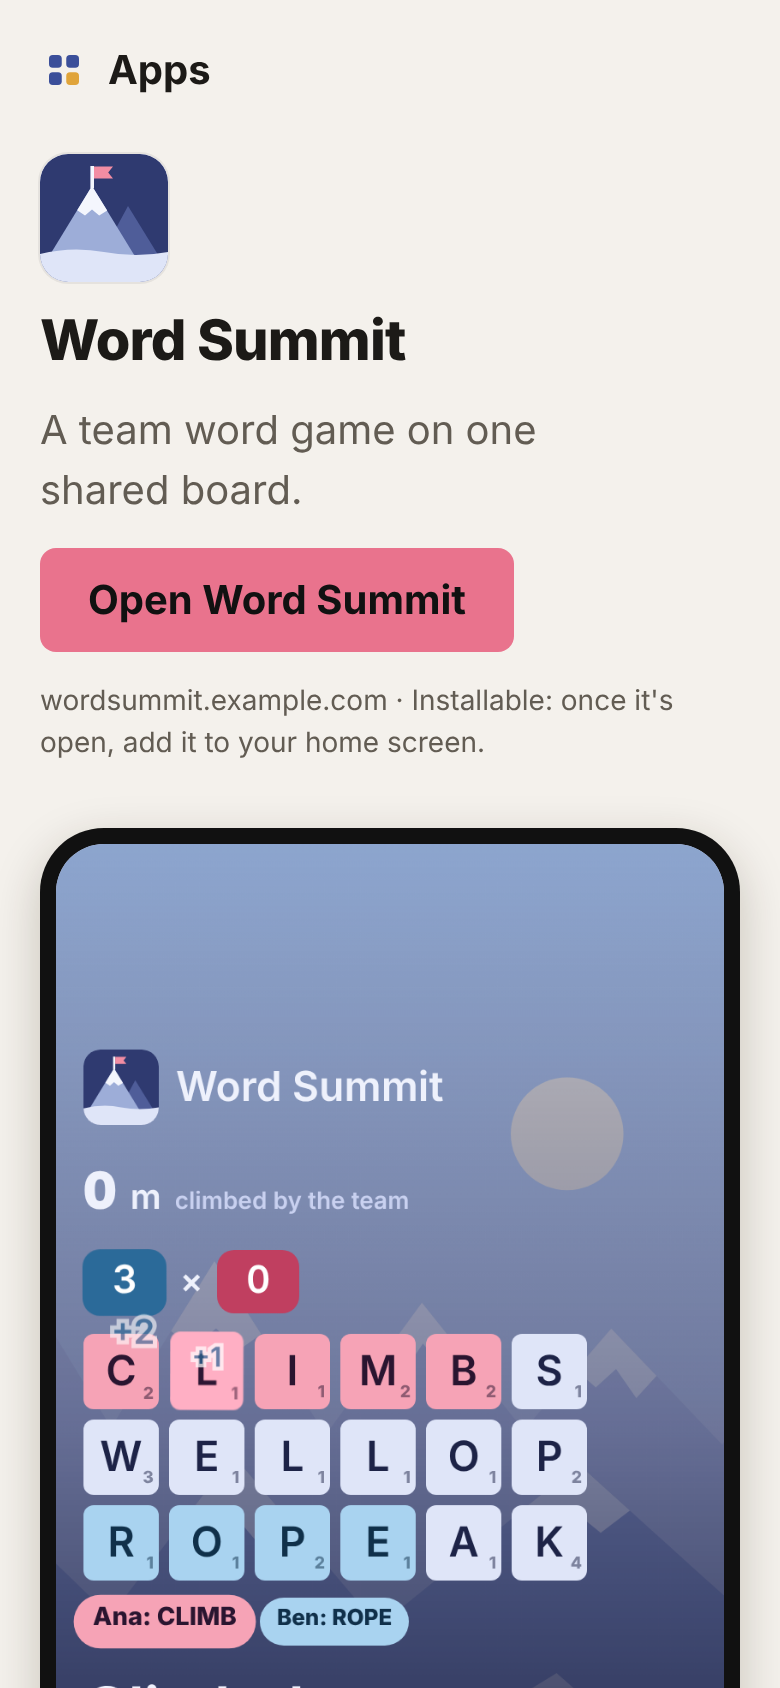 Apps
Word Summit
A team word game on one
shared board.
Open Word Summit
wordsummit.example.com · Installable: once it's
open, add it to your home screen.
Word Summit
0 m climbed by the team
3 × 0
+2 +1
C 2 L 1 I 1 M 2 B 2 S 1
W 3 E 1 L 1 L 1 O 1 P 2
R 1 O 1 P 2 E 1 A 1 K 4
Ana: CLIMB Ben: ROPE